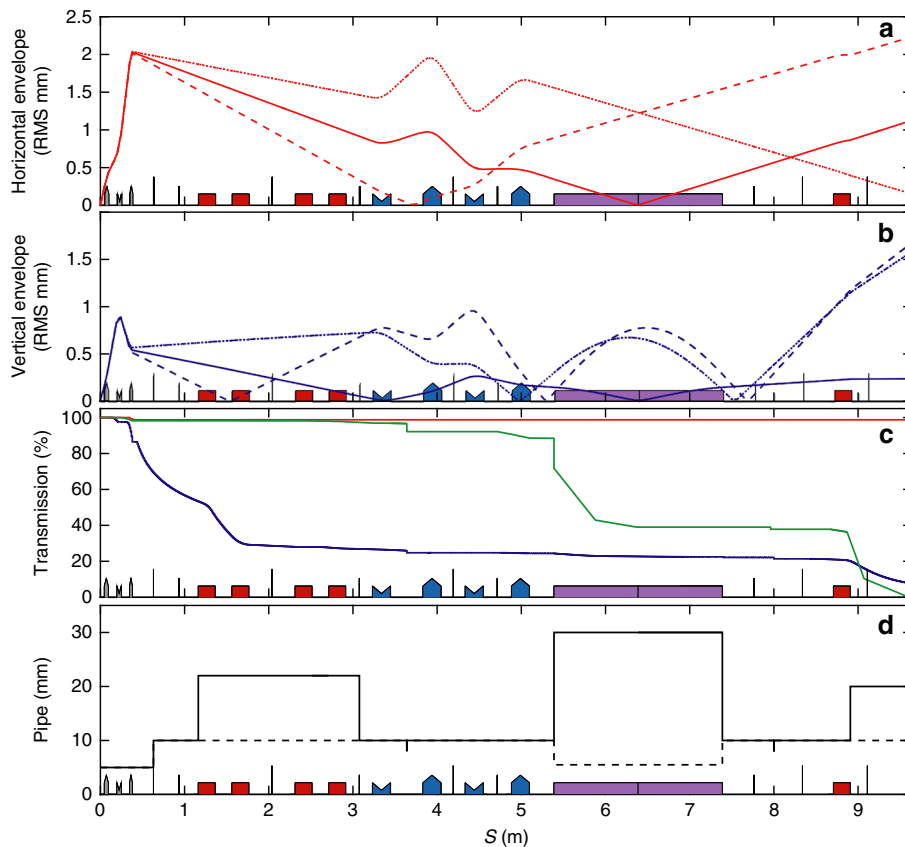 a
Horizontal envelope
(RMS mm)
2.5
2
1.5
1
0.5
0
b
Vertical envelope
(RMS mm)
1.5
1
0.5
0
c
Transmission (%)
100
80
60
40
20
0
d
Pipe (mm)
30
20
10
0
0 1 2 3 4 5 6 7 8 9
S (m)